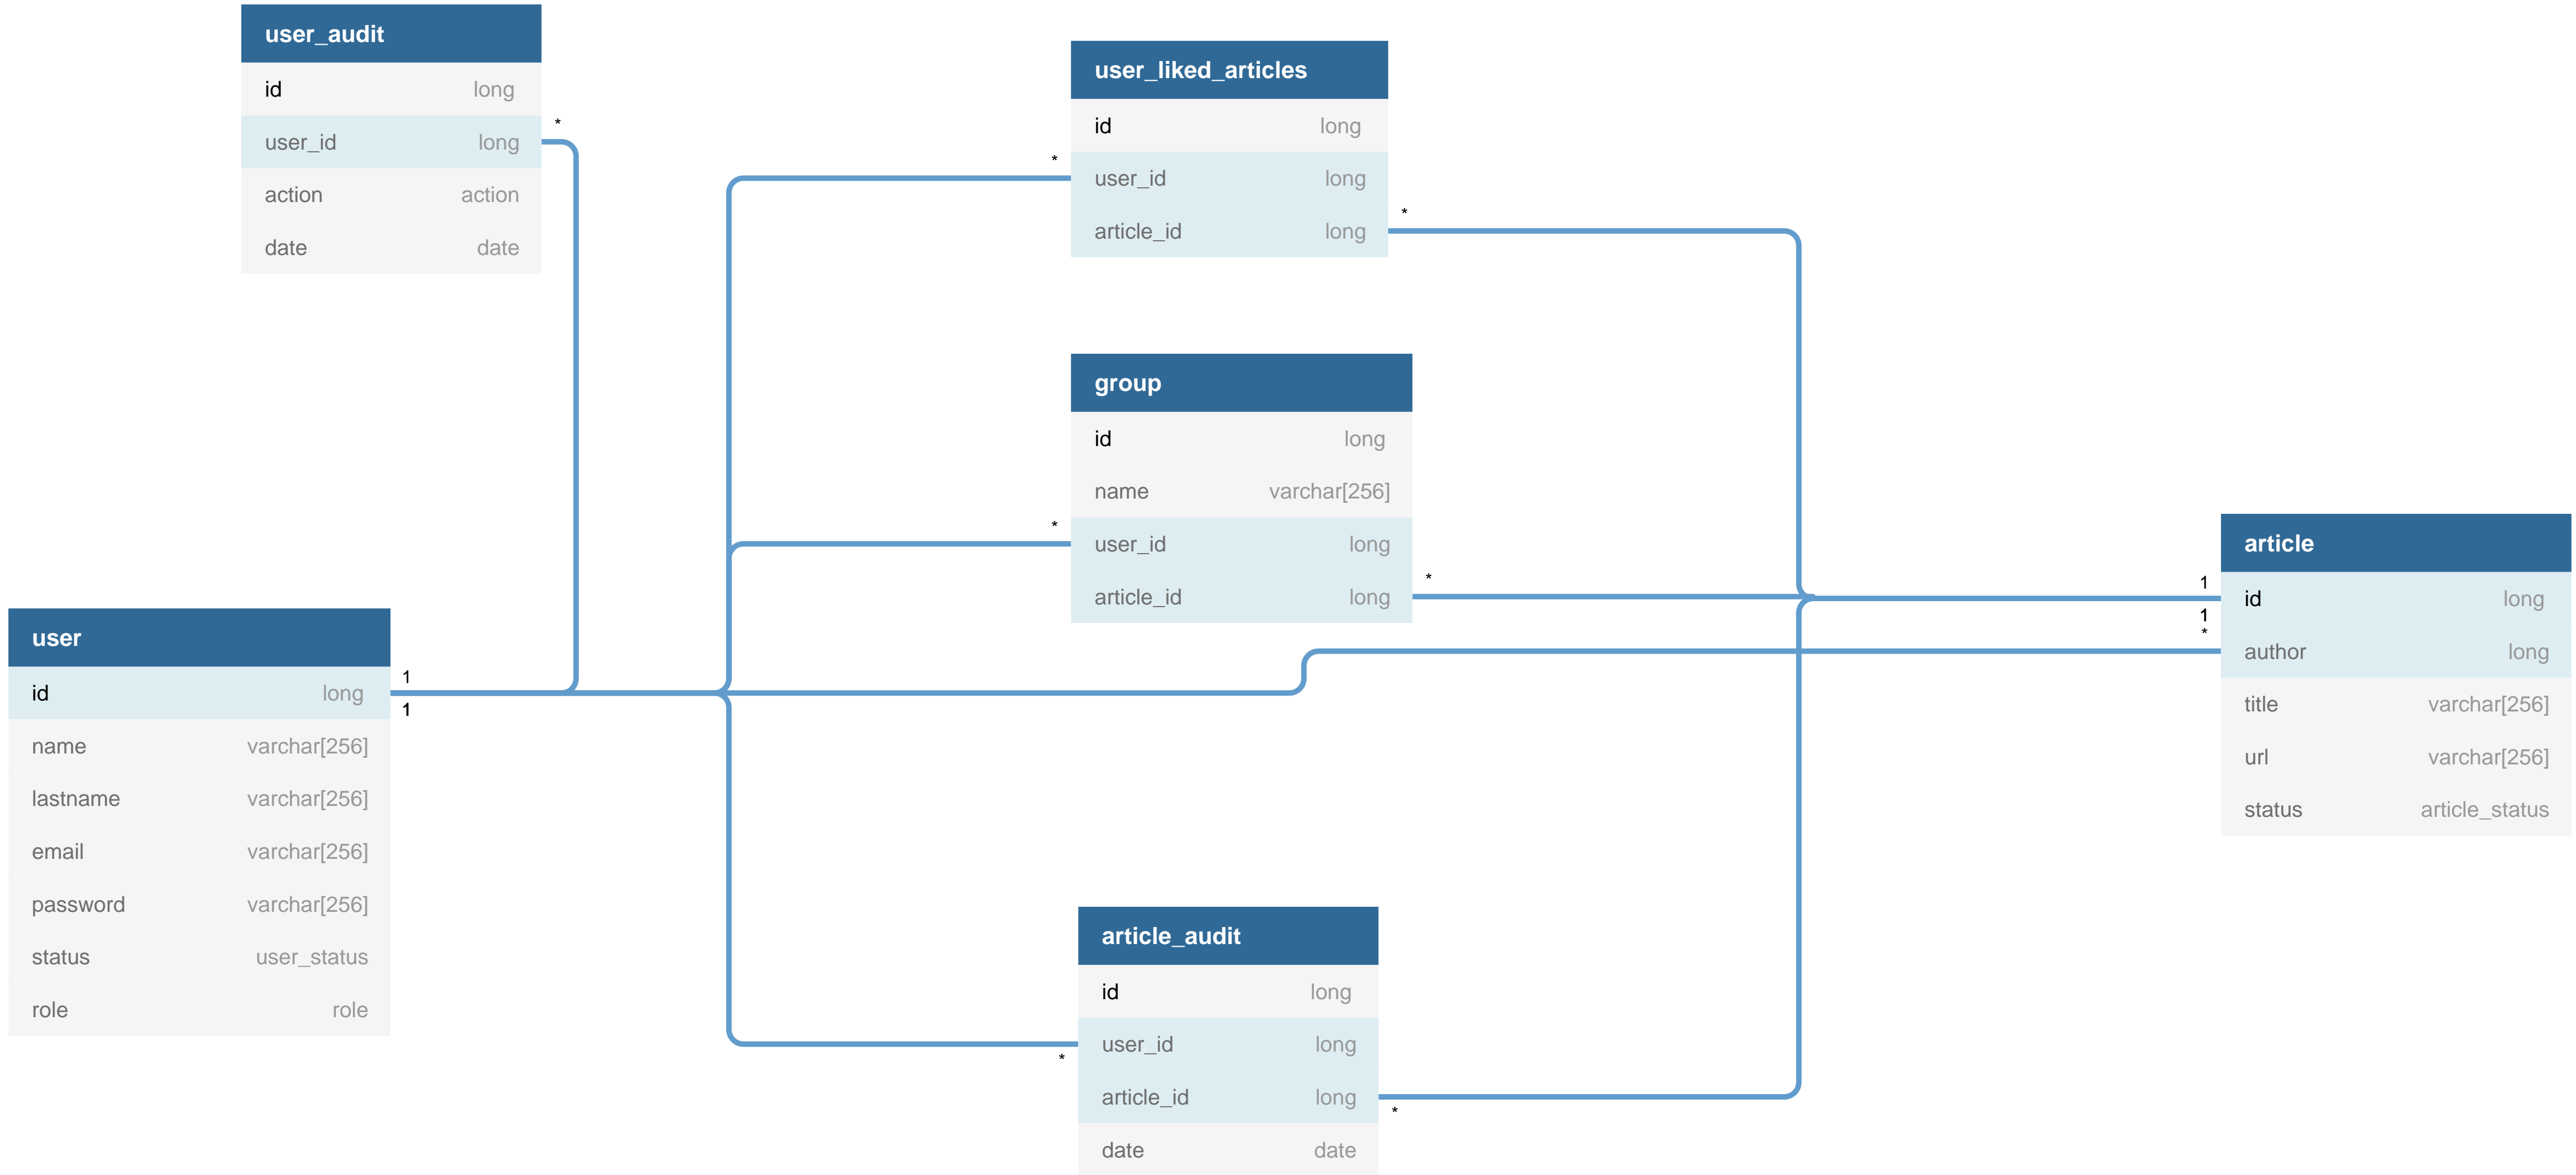 user_audit
id long
user_id long
action action
date date
*
user_liked_articles
id long
user_id long
article_id long
*
*
group
id long
name varchar[256]
user_id long
article_id long
*
*
user
id long
name varchar[256]
lastname varchar[256]
email varchar[256]
password varchar[256]
status user_status
role role
1
1
article
id long
author long
title varchar[256]
url varchar[256]
status article_status
1
1
*
article_audit
id long
user_id long
article_id long
date date
*
*